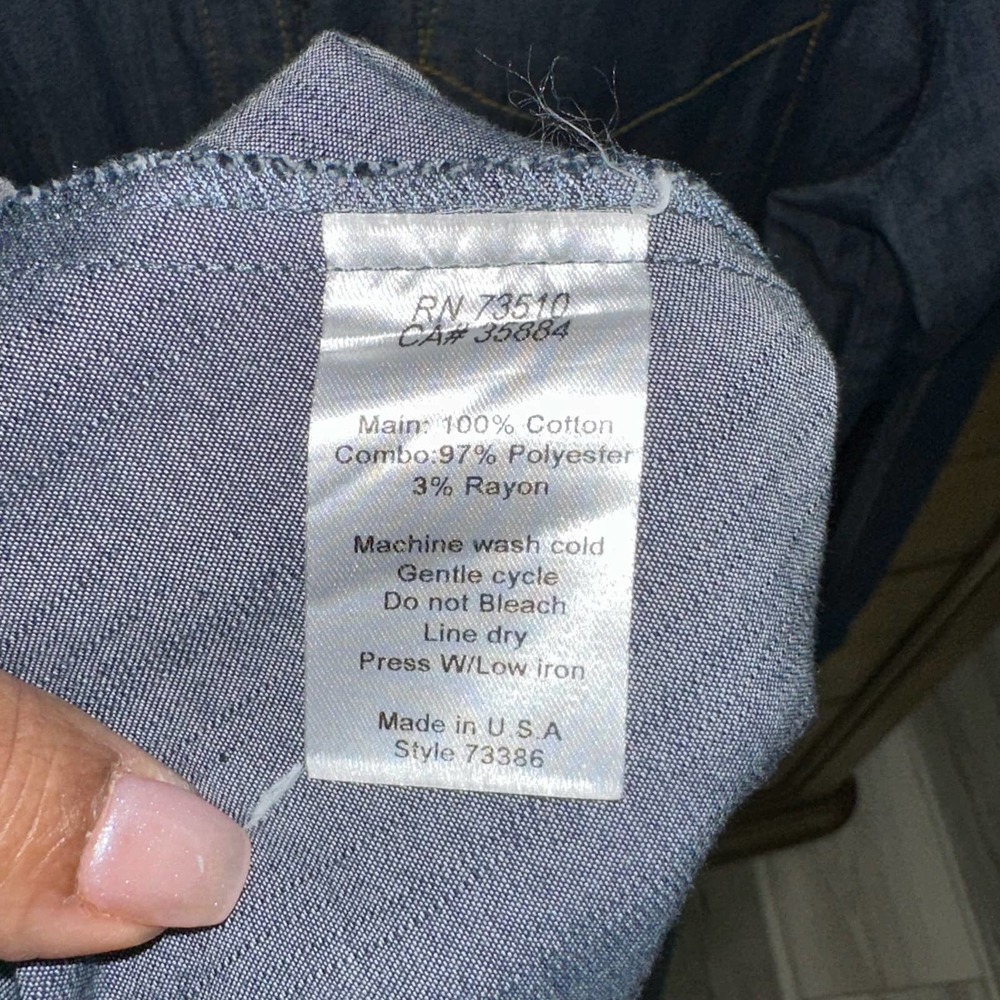 RN 73510
CA# 35884
Main: 100% Cotton
Combo:97% Polyester
3% Rayon
Machine wash cold
Gentle cycle
Do not Bleach
Line dry
Press W/Low iron
Made in U.S.A
Style 73386